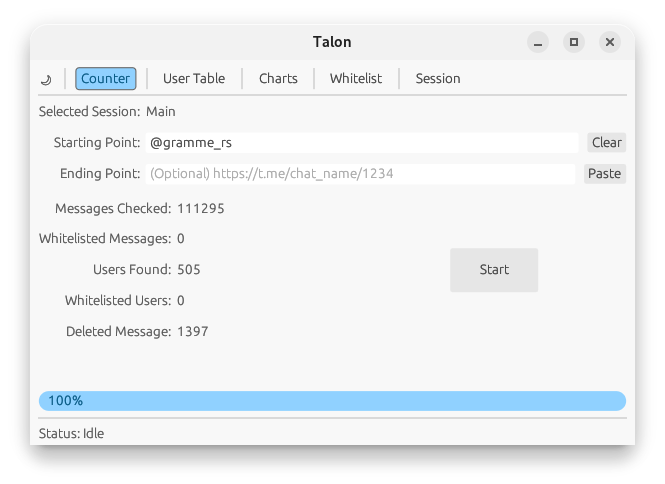 Talon
Counter User Table Charts Whitelist Session
Selected Session: Main
Starting Point: @gramme_rs Clear
Ending Point: (Optional) https://t.me/chat_name/1234 Paste
Messages Checked: 111295
Whitelisted Messages: 0
Users Found: 505
Start
Whitelisted Users: 0
Deleted Message: 1397
100%
Status: Idle